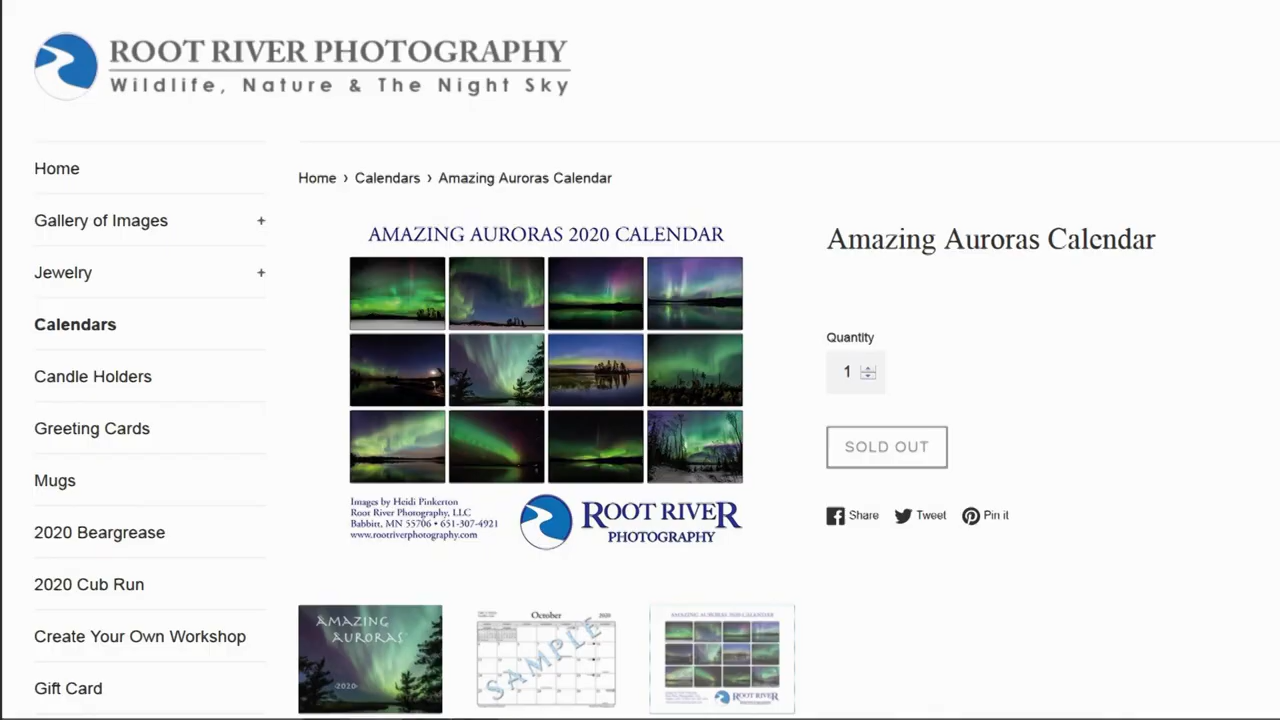 ROOT RIVER PHOTOGRAPHY
Wildlife, Nature & The Night Sky
Home
Gallery of Images +
Jewelry +
Calendars
Candle Holders
Greeting Cards
Mugs
2020 Beargrease
2020 Cub Run
Create Your Own Workshop
Gift Card
Home › Calendars › Amazing Auroras Calendar
AMAZING AURORAS 2020 CALENDAR
Images by Heidi Pinkerton
Root River Photography, LLC
Babbitt, MN 55706 • 651-307-4921
www.rootriverphotography.com
ROOT RIVER
PHOTOGRAPHY
Amazing Auroras Calendar
Quantity
1
SOLD OUT
Share Tweet Pin it
AMAZING
AURORAS
-2020-
October
2020
SAMPLE
AMAZING AURORAS 2020 CALENDAR
ROOT RIVER
PHOTOGRAPHY